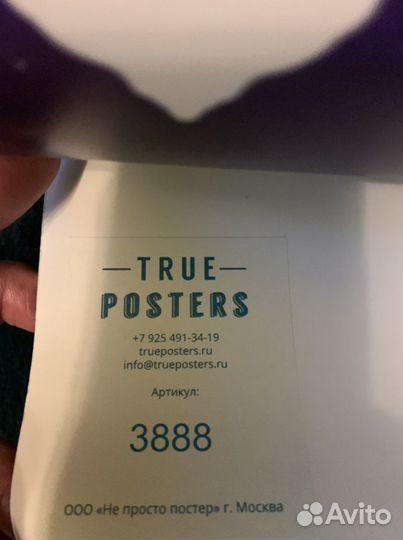 —TRUE—
POSTERS
+7 925 491-34-19
trueposters.ru
info@trueposters.ru
Артикул:
3888
ООО «Не просто постер» г. Москва
Avito